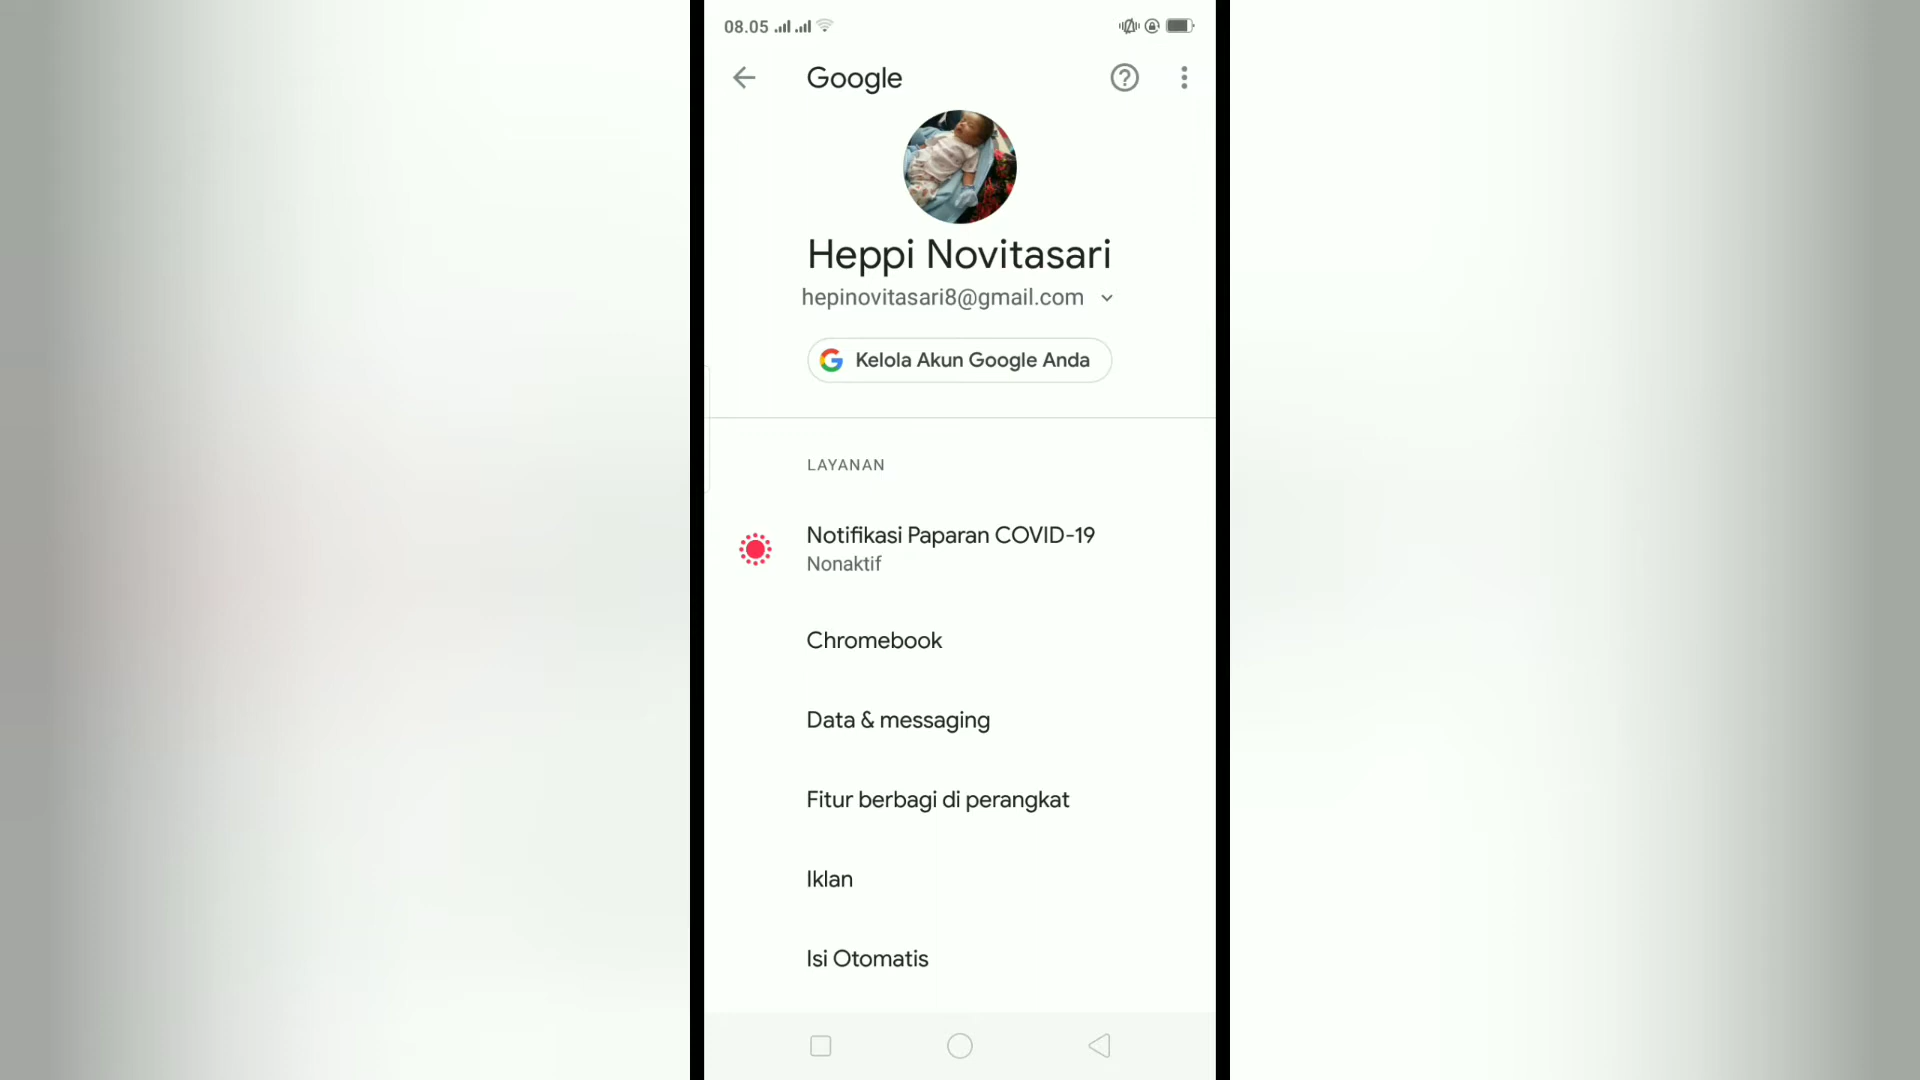 08.05
Google
Heppi Novitasari
hepinovitasari8@gmail.com
Kelola Akun Google Anda
LAYANAN
Notifikasi Paparan COVID-19
Nonaktif
Chromebook
Data & messaging
Fitur berbagi di perangkat
Iklan
Isi Otomatis